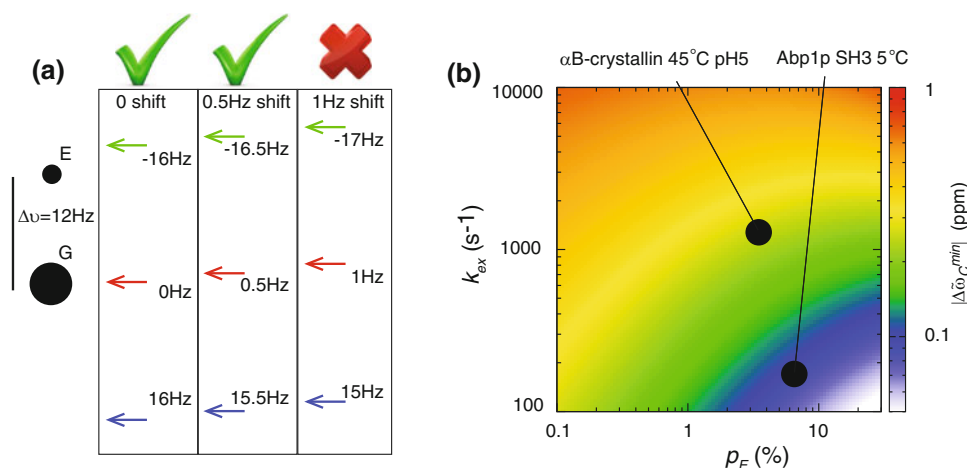 (a)
0 shift
0.5Hz shift
1Hz shift
-16Hz
-16.5Hz
-17Hz
E
Δυ=12Hz
G
0Hz
0.5Hz
1Hz
16Hz
15.5Hz
15Hz
(b)
αB-crystallin 45°C pH5
Abp1p SH3 5°C
10000
1000
100
k_ex (s⁻¹)
0.1
1
10
p_E (%)
1
0.1
|Δω̃_C^min| (ppm)